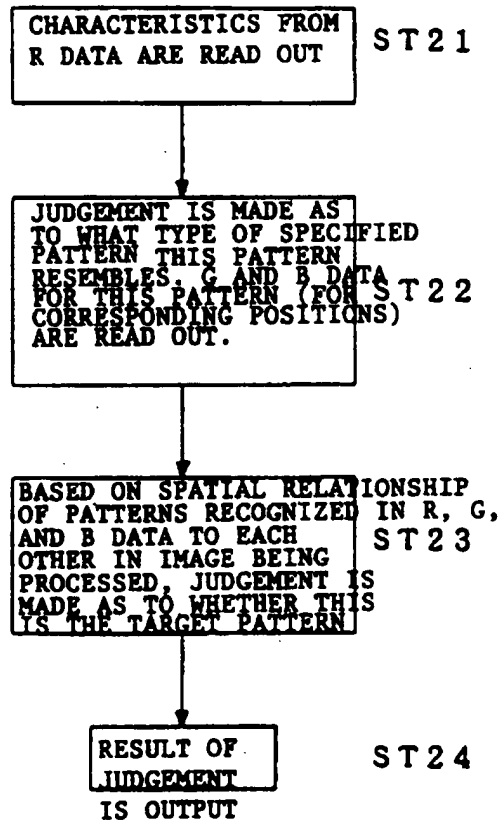 CHARACTERISTICS FROM
R DATA ARE READ OUT
ST21
JUDGEMENT IS MADE AS
TO WHAT TYPE OF SPECIFIED
PATTERN THIS PATTERN
RESEMBLES. G AND B DATA
FOR THIS PATTERN (FOR
CORRESPONDING POSITIONS)
ARE READ OUT.
ST22
BASED ON SPATIAL RELATIONSHIP
OF PATTERNS RECOGNIZED IN R, G,
AND B DATA TO EACH
OTHER IN IMAGE BEING
PROCESSED, JUDGEMENT IS
MADE AS TO WHETHER THIS
IS THE TARGET PATTERN
ST23
RESULT OF
JUDGEMENT
IS OUTPUT
ST24